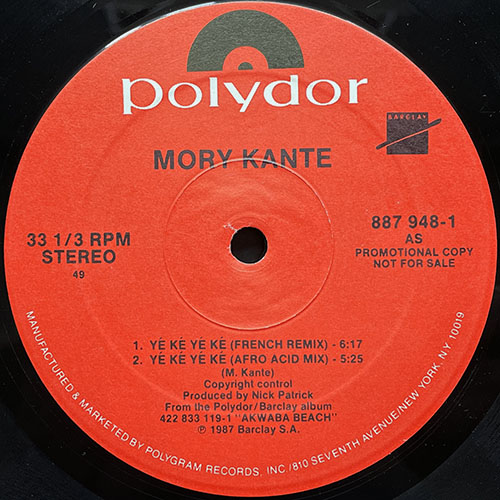 polydor
BARCLAY
MORY KANTE
33 1/3 RPM
STEREO
49
887 948-1
AS
PROMOTIONAL COPY
NOT FOR SALE
1. YÉ KÉ YÉ KÉ (FRENCH REMIX) - 6:17
2. YÉ KÉ YÉ KÉ (AFRO ACID MIX) - 5:25
(M. Kante)
Copyright control
Produced by Nick Patrick
From the Polydor/Barclay album
422 833 119-1 "AKWABA BEACH"
℗ 1987 Barclay S.A.
MANUFACTURED & MARKETED BY POLYGRAM RECORDS, INC /810 SEVENTH AVENUE/NEW YORK, NY 10019